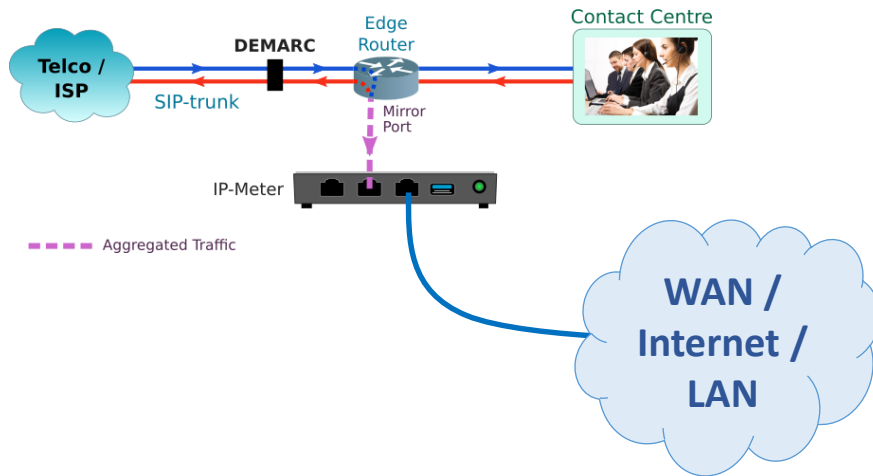 Contact Centre
Edge
Router
DEMARC
Telco /
ISP
SIP-trunk
Mirror
Port
IP-Meter
Aggregated Traffic
WAN /
Internet /
LAN